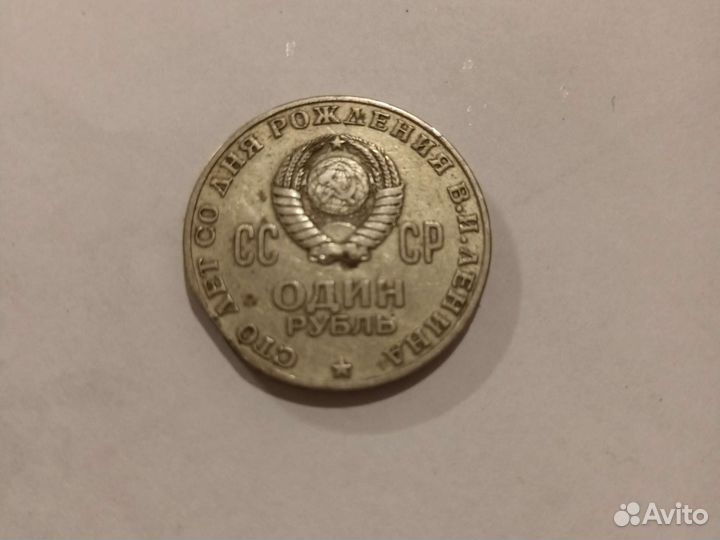 СТО ЛЕТ СО ДНЯ РОЖДЕНИЯ В.И.ЛЕНИНА
СС СР
ОДИН
РУБЛЬ
Avito